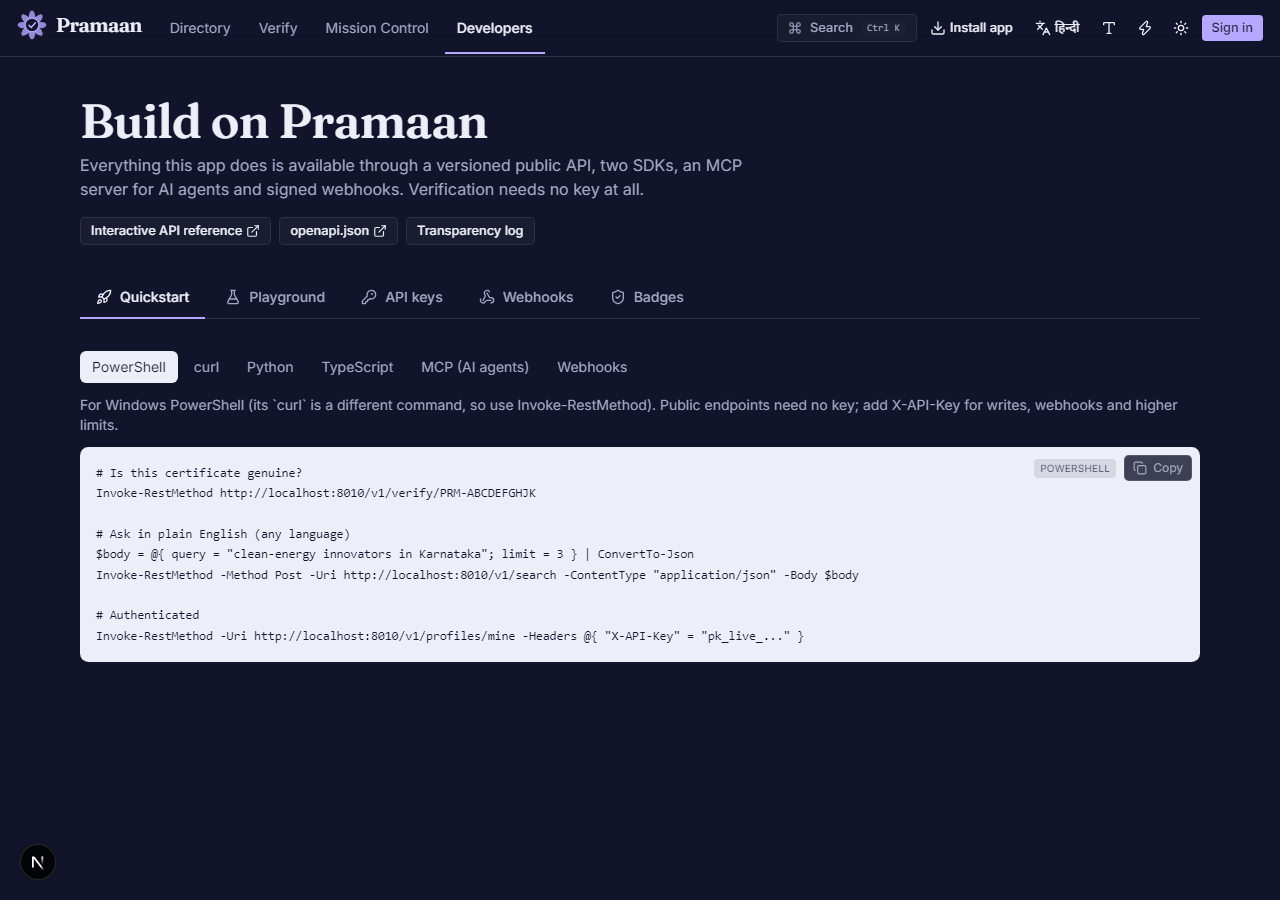 Pramaan
Directory
Verify
Mission Control
Developers
Search
Ctrl K
Install app
हिन्दी
Sign in
Build on Pramaan
Everything this app does is available through a versioned public API, two SDKs, an MCP
server for AI agents and signed webhooks. Verification needs no key at all.
Interactive API reference
openapi.json
Transparency log
Quickstart
Playground
API keys
Webhooks
Badges
PowerShell
curl
Python
TypeScript
MCP (AI agents)
Webhooks
For Windows PowerShell (its `curl` is a different command, so use Invoke-RestMethod). Public endpoints need no key; add X-API-Key for writes, webhooks and higher
limits.
POWERSHELL
Copy
# Is this certificate genuine?
Invoke-RestMethod http://localhost:8010/v1/verify/PRM-ABCDEFGHJK
# Ask in plain English (any language)
$body = @{ query = "clean-energy innovators in Karnataka"; limit = 3 } | ConvertTo-Json
Invoke-RestMethod -Method Post -Uri http://localhost:8010/v1/search -ContentType "application/json" -Body $body
# Authenticated
Invoke-RestMethod -Uri http://localhost:8010/v1/profiles/mine -Headers @{ "X-API-Key" = "pk_live_..." }
N